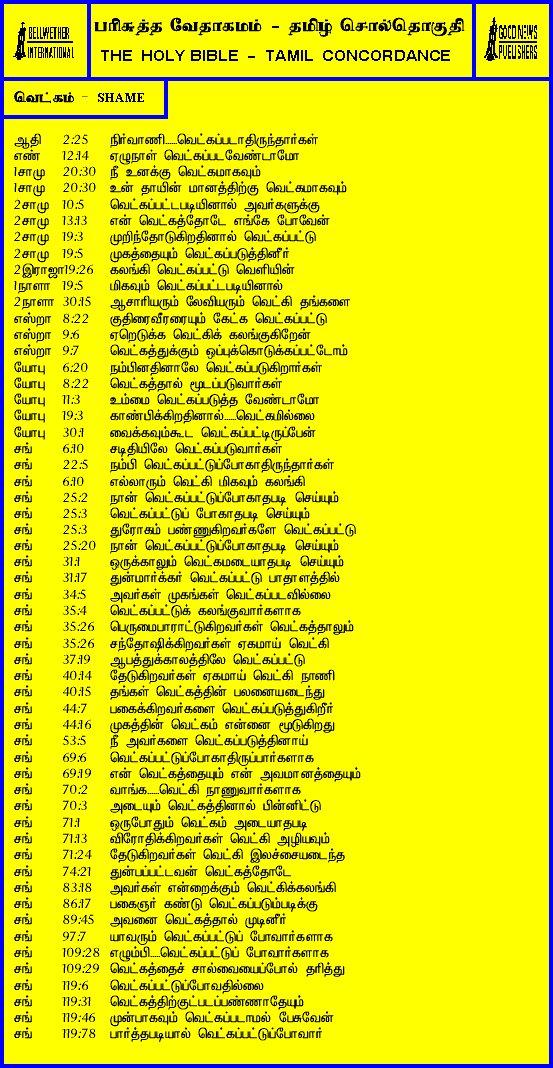 BELLWETHER
INTERNATIONAL
பரிசுத்த வேதாகமம் - தமிழ் சொல்தொகுதி
THE HOLY BIBLE - TAMIL CONCORDANCE
GOOD NEWS
PUBLISHERS
வெட்கம் - SHAME
ஆதி 2:25 நிர்வாணி.....வெட்கப்படாதிருந்தார்கள்
எண் 12:14 ஏழுநாள் வெட்கப்படவேண்டாமோ
1சாமு 20:30 நீ உனக்கு வெட்கமாகவும்
1சாமு 20:30 உன் தாயின் மானத்திற்கு வெட்கமாகவும்
2சாமு 10:5 வெட்கப்பட்டபடியினால் அவர்களுக்கு
2சாமு 13:13 என் வெட்கத்தோடே எங்கே போவேன்
2சாமு 19:3 முறிந்தோடுகிறதினால் வெட்கப்பட்டு
2சாமு 19:5 முகத்தையும் வெட்கப்படுத்தினீர்
2இராஜா19:26 கலங்கி வெட்கப்பட்டு வெளியின்
1நாளா 19:5 மிகவும் வெட்கப்பட்டபடியினால்
2நாளா 30:15 ஆசாரியரும் லேவியரும் வெட்கி தங்களை
எஸ்றா 8:22 குதிரைவீரரையும் கேட்க வெட்கப்பட்டு
எஸ்றா 9:6 ஏறெடுக்க வெட்கிக் கலங்குகிறேன்
எஸ்றா 9:7 வெட்கத்துக்கும் ஒப்புக்கொடுக்கப்பட்டோம்
யோபு 6:20 நம்பினதினாலே வெட்கப்படுகிறார்கள்
யோபு 8:22 வெட்கத்தால் மூடப்படுவார்கள்
யோபு 11:3 உம்மை வெட்கப்படுத்த வேண்டாமோ
யோபு 19:3 காண்பிக்கிறதினால்.....வெட்கமில்லை
யோபு 30:1 வைக்கவும்கூட வெட்கப்பட்டிருப்பேன்
சங் 6:10 சடிதியிலே வெட்கப்படுவார்கள்
சங் 22:5 நம்பி வெட்கப்பட்டுப்போகாதிருந்தார்கள்
சங் 6:10 எல்லாரும் வெட்கி மிகவும் கலங்கி
சங் 25:2 நான் வெட்கப்பட்டுப்போகாதபடி செய்யும்
சங் 25:3 வெட்கப்பட்டுப் போகாதபடி செய்யும்
சங் 25:3 துரோகம் பண்ணுகிறவர்களே வெட்கப்பட்டு
சங் 25:20 நான் வெட்கப்பட்டுப்போகாதபடி செய்யும்
சங் 31:1 ஒருக்காலும் வெட்கமடையாதபடி செய்யும்
சங் 31:17 துன்மார்க்கர் வெட்கப்பட்டு பாதாளத்தில்
சங் 34:5 அவர்கள் முகங்கள் வெட்கப்படவில்லை
சங் 35:4 வெட்கப்பட்டுக் கலங்குவார்களாக
சங் 35:26 பெருமைபாராட்டுகிறவர்கள் வெட்கத்தாலும்
சங் 35:26 சந்தோஷிக்கிறவர்கள் ஏகமாய் வெட்கி
சங் 37:19 ஆபத்துக்காலத்திலே வெட்கப்பட்டு
சங் 40:14 தேடுகிறவர்கள் ஏகமாய் வெட்கி நாணி
சங் 40:15 தங்கள் வெட்கத்தின் பலனையடைந்து
சங் 44:7 பகைக்கிறவர்களை வெட்கப்படுத்துகிறீர்
சங் 44:16 முகத்தின் வெட்கம் என்னை மூடுகிறது
சங் 53:5 நீ அவர்களை வெட்கப்படுத்தினாய்
சங் 69:6 வெட்கப்பட்டுப்போகாதிருப்பார்களாக
சங் 69:19 என் வெட்கத்தையும் என் அவமானத்தையும்
சங் 70:2 வாங்க.....வெட்கி நாணுவார்களாக
சங் 70:3 அடையும் வெட்கத்தினால் பின்னிட்டு
சங் 71:1 ஒருபோதும் வெட்கம் அடையாதபடி
சங் 71:13 விரோதிக்கிறவர்கள் வெட்கி அழியவும்
சங் 71:24 தேடுகிறவர்கள் வெட்கி இலச்சையடைந்த
சங் 74:21 துன்பப்பட்டவன் வெட்கத்தோடே
சங் 83:18 அவர்கள் என்றைக்கும் வெட்கிக்கலங்கி
சங் 86:17 பகைஞர் கண்டு வெட்கப்படும்படிக்கு
சங் 89:45 அவனை வெட்கத்தால் முடினீர்
சங் 97:7 யாவரும் வெட்கப்பட்டுப் போவார்களாக
சங் 109:28 எழும்பி....வெட்கப்பட்டுப் போவார்களாக
சங் 109:29 வெட்கத்தைச் சால்வையைப்போல் தரித்து
சங் 119:6 வெட்கப்பட்டுப்போவதில்லை
சங் 119:31 வெட்கத்திற்குட்படப்பண்ணாதேயும்
சங் 119:46 முன்பாகவும் வெட்கப்படாமல் பேசுவேன்
சங் 119:78 பார்த்தபடியால் வெட்கப்பட்டுப்போவார்